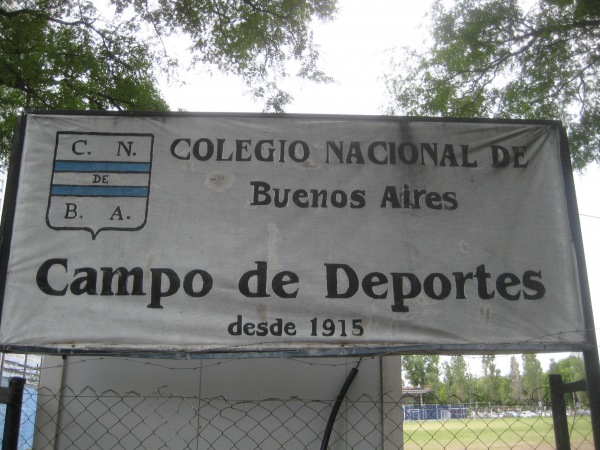 C. N.
DE
B. A.
COLEGIO NACIONAL DE
Buenos Aires
Campo de Deportes
desde 1915